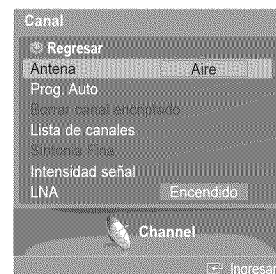 Canal
Regresar
Antena Aire
Prog. Auto
Borrar canal encriptado
Lista de canales
Sintonía Fina
Intensidad señal
LNA Encendido
Channel
Ingresar